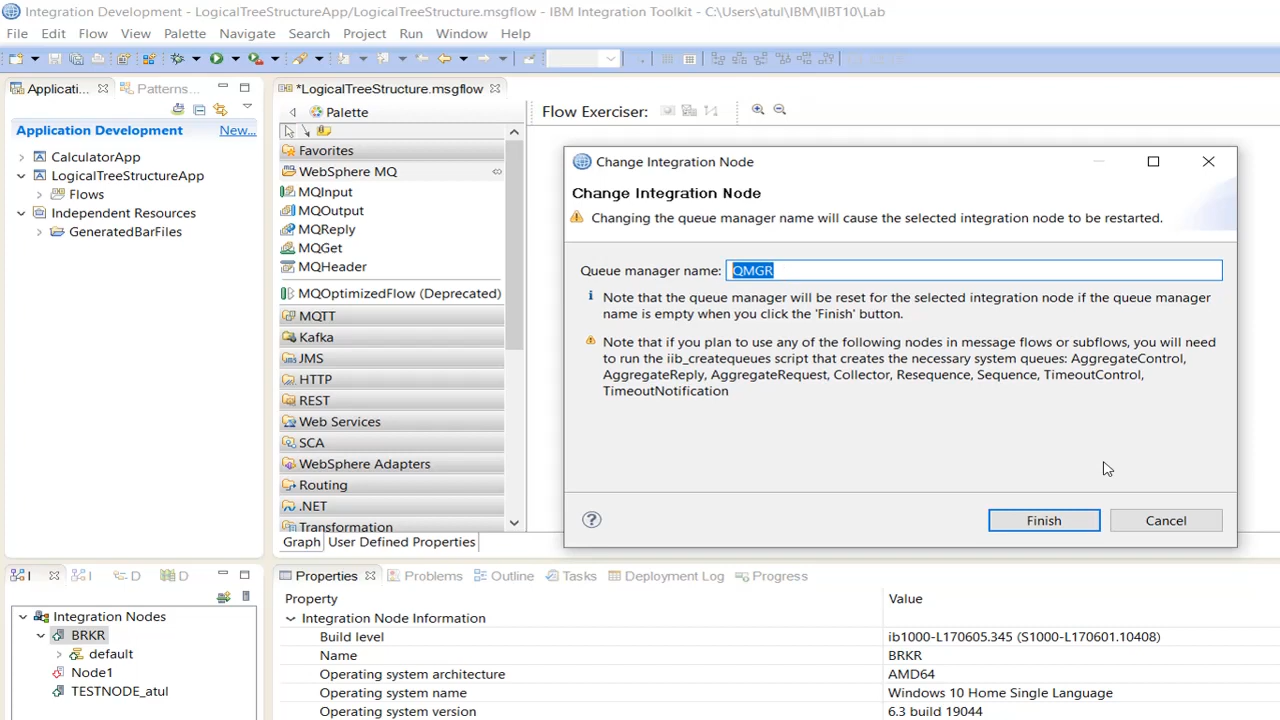 Integration Development - LogicalTreeStructureApp/LogicalTreeStructure.msgflow - IBM Integration Toolkit - C:\Users\atul\IBM\IIBT10\Lab
File Edit Flow View Palette Navigate Search Project Run Window Help
Applicati...
Patterns...
Application Development New...
CalculatorApp
LogicalTreeStructureApp
Flows
Independent Resources
GeneratedBarFiles
*LogicalTreeStructure.msgflow
Palette
Favorites
WebSphere MQ
MQInput
MQOutput
MQReply
MQGet
MQHeader
MQOptimizedFlow (Deprecated)
MQTT
Kafka
JMS
HTTP
REST
Web Services
SCA
WebSphere Adapters
Routing
.NET
Transformation
Graph User Defined Properties
Flow Exerciser:
Change Integration Node
Change Integration Node
Changing the queue manager name will cause the selected integration node to be restarted.
Queue manager name: QMGR
Note that the queue manager will be reset for the selected integration node if the queue manager
name is empty when you click the 'Finish' button.
Note that if you plan to use any of the following nodes in message flows or subflows, you will need
to run the iib_createqueues script that creates the necessary system queues: AggregateControl,
AggregateReply, AggregateRequest, Collector, Resequence, Sequence, TimeoutControl,
TimeoutNotification
Finish Cancel
I I D D
Integration Nodes
BRKR
default
Node1
TESTNODE_atul
Properties Problems Outline Tasks Deployment Log Progress
Property Value
Integration Node Information
Build level ib1000-L170605.345 (S1000-L170601.10408)
Name BRKR
Operating system architecture AMD64
Operating system name Windows 10 Home Single Language
Operating system version 6.3 build 19044